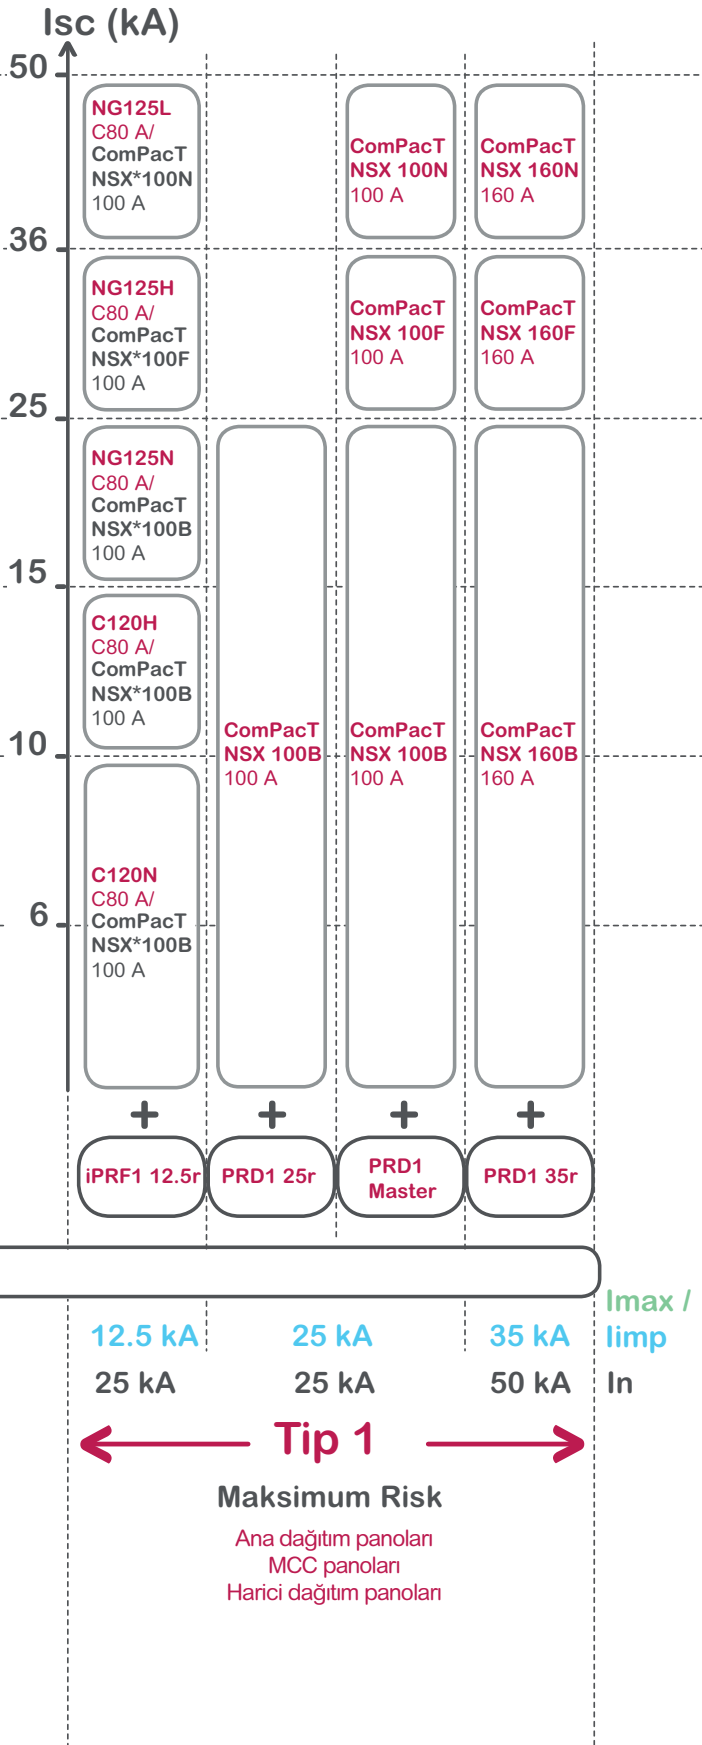 Isc (kA)
50
NG125L
C80 A/
ComPacT
NSX*100N
100 A
ComPacT
NSX 100N
100 A
ComPacT
NSX 160N
160 A
36
NG125H
C80 A/
ComPacT
NSX*100F
100 A
ComPacT
NSX 100F
100 A
ComPacT
NSX 160F
160 A
25
NG125N
C80 A/
ComPacT
NSX*100B
100 A
15
C120H
C80 A/
ComPacT
NSX*100B
100 A
10
ComPacT
NSX 100B
100 A
ComPacT
NSX 100B
100 A
ComPacT
NSX 160B
160 A
C120N
C80 A/
ComPacT
NSX*100B
100 A
6
+ + + +
iPRF1 12.5r
PRD1 25r
PRD1
Master
PRD1 35r
Imax /
12.5 kA 25 kA 35 kA Iimp
25 kA 25 kA 50 kA In
Tip 1
Maksimum Risk
Ana dağıtım panoları
MCC panoları
Harici dağıtım panoları